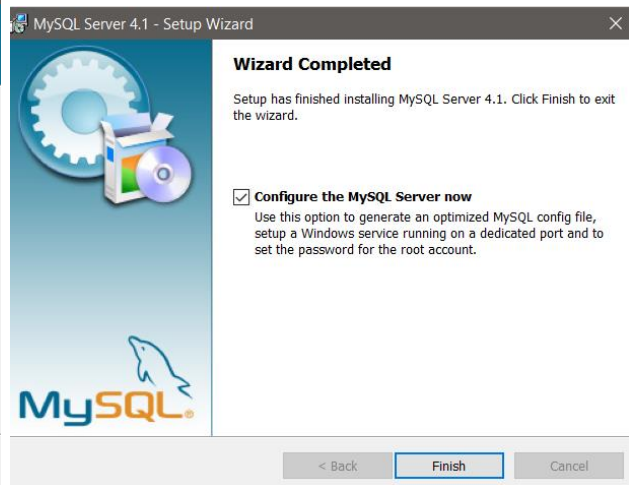 MySQL Server 4.1 - Setup Wizard
Wizard Completed
Setup has finished installing MySQL Server 4.1. Click Finish to exit
the wizard.
Configure the MySQL Server now
Use this option to generate an optimized MySQL config file,
setup a Windows service running on a dedicated port and to
set the password for the root account.
MySQL®
< Back
Finish
Cancel